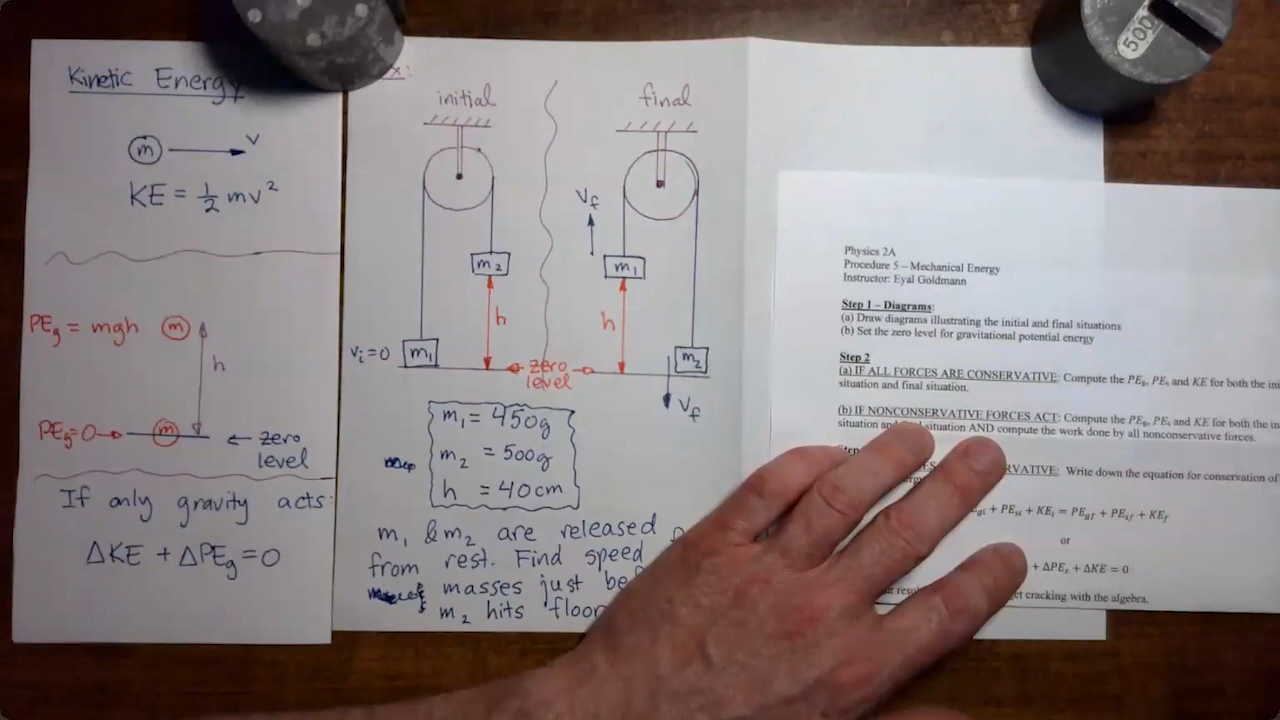 Kinetic Energy
m
v
KE = 1/2 mv²
PEg = mgh
m
h
PEg=0
m
zero
level
If only gravity acts:
ΔKE + ΔPEg = 0
initial
m2
h
vi=0
m1
zero
level
final
Vf
m1
h
m2
Vf
m1 = 450g
m2 = 500g
h = 40cm
m1 & m2 are released
from rest. Find speed
masses just
m2 hits floor
500
Physics 2A
Procedure 5 – Mechanical Energy
Instructor: Eyal Goldmann
Step 1 – Diagrams:
(a) Draw diagrams illustrating the initial and final situations
(b) Set the zero level for gravitational potential energy
Step 2
(a) IF ALL FORCES ARE CONSERVATIVE: Compute the PEg, PEs and KE for both the
situation and final situation.
(b) IF NONCONSERVATIVE FORCES ACT: Compute the PEg, PEs and KE for both the
situation and situation AND compute the work done by all nonconservative forces.
Write down the equation for conservation of
+ PEsi + KEi = PEgf + PEsf + KEf
or
+ ΔPEs + ΔKE = 0
cracking with the algebra.